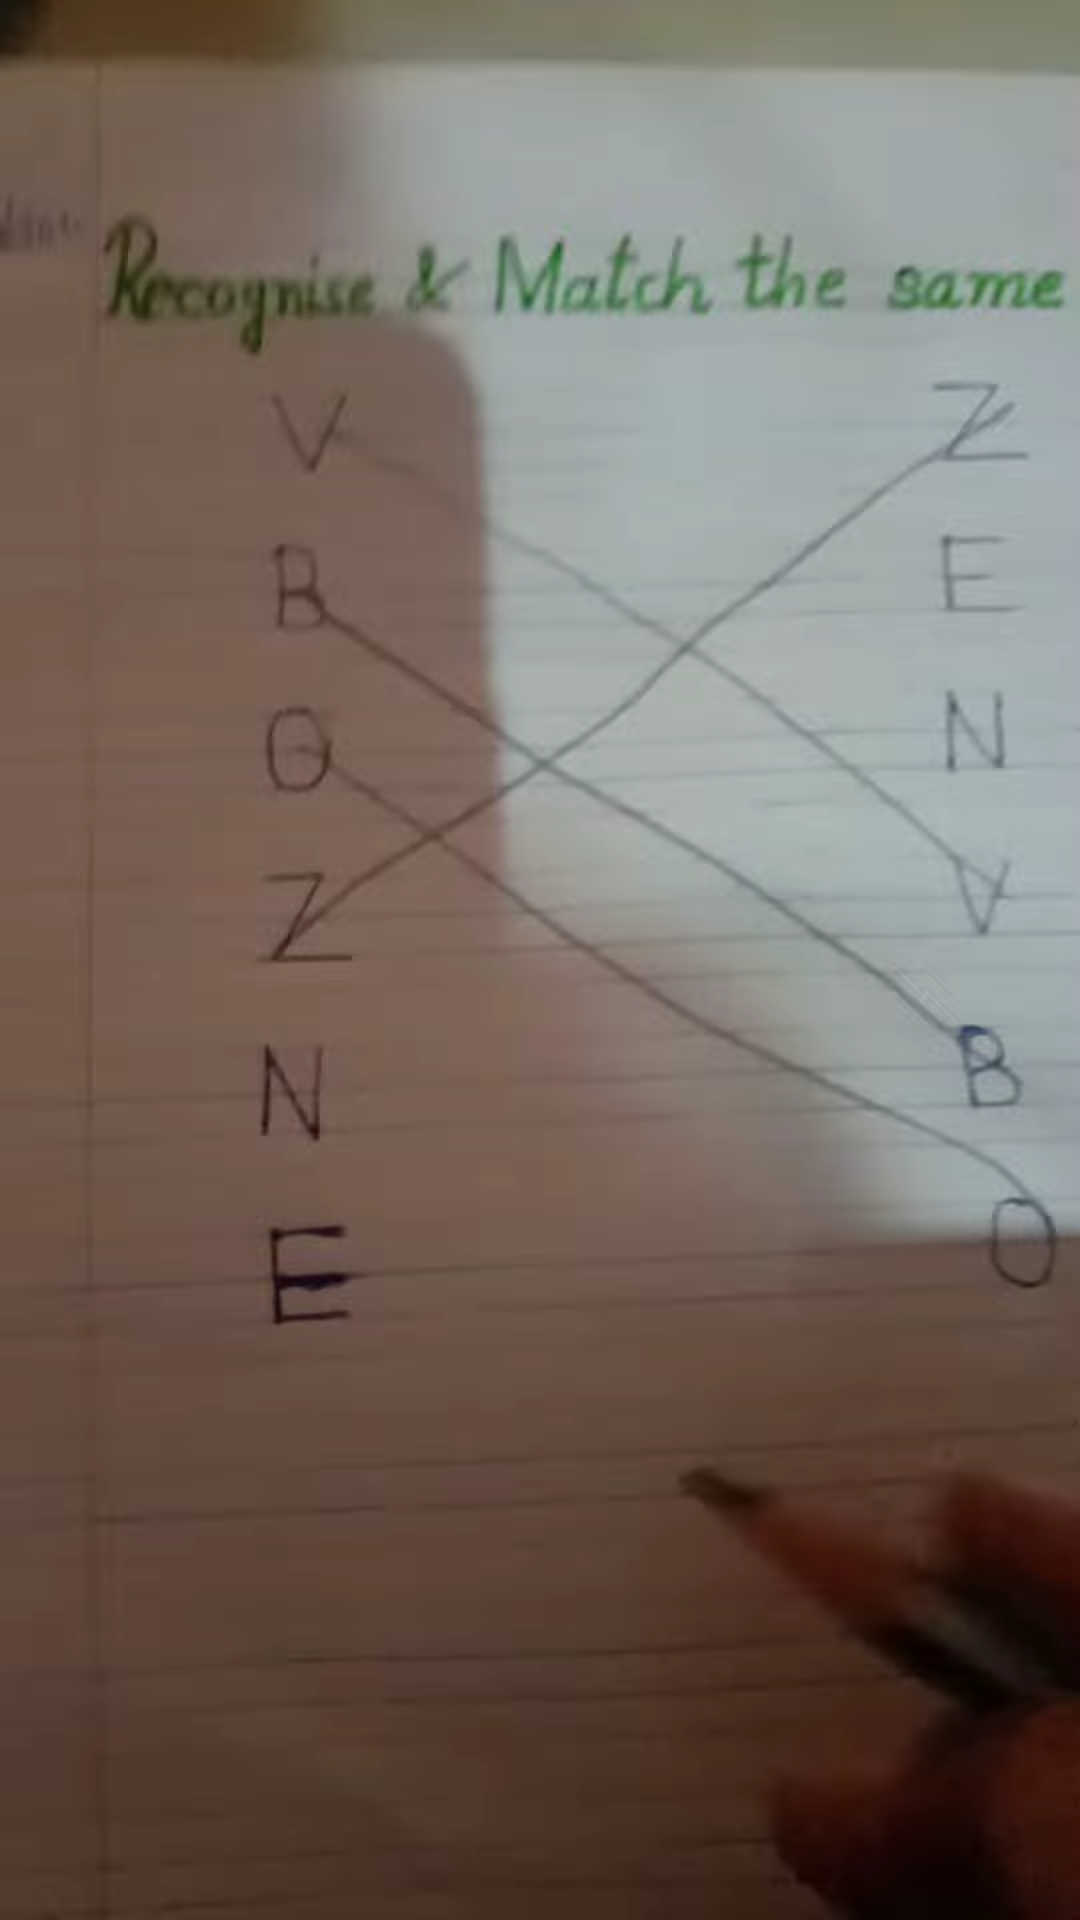 Recognise & Match the same
V Z
B E
O N
Z V
N B
E O